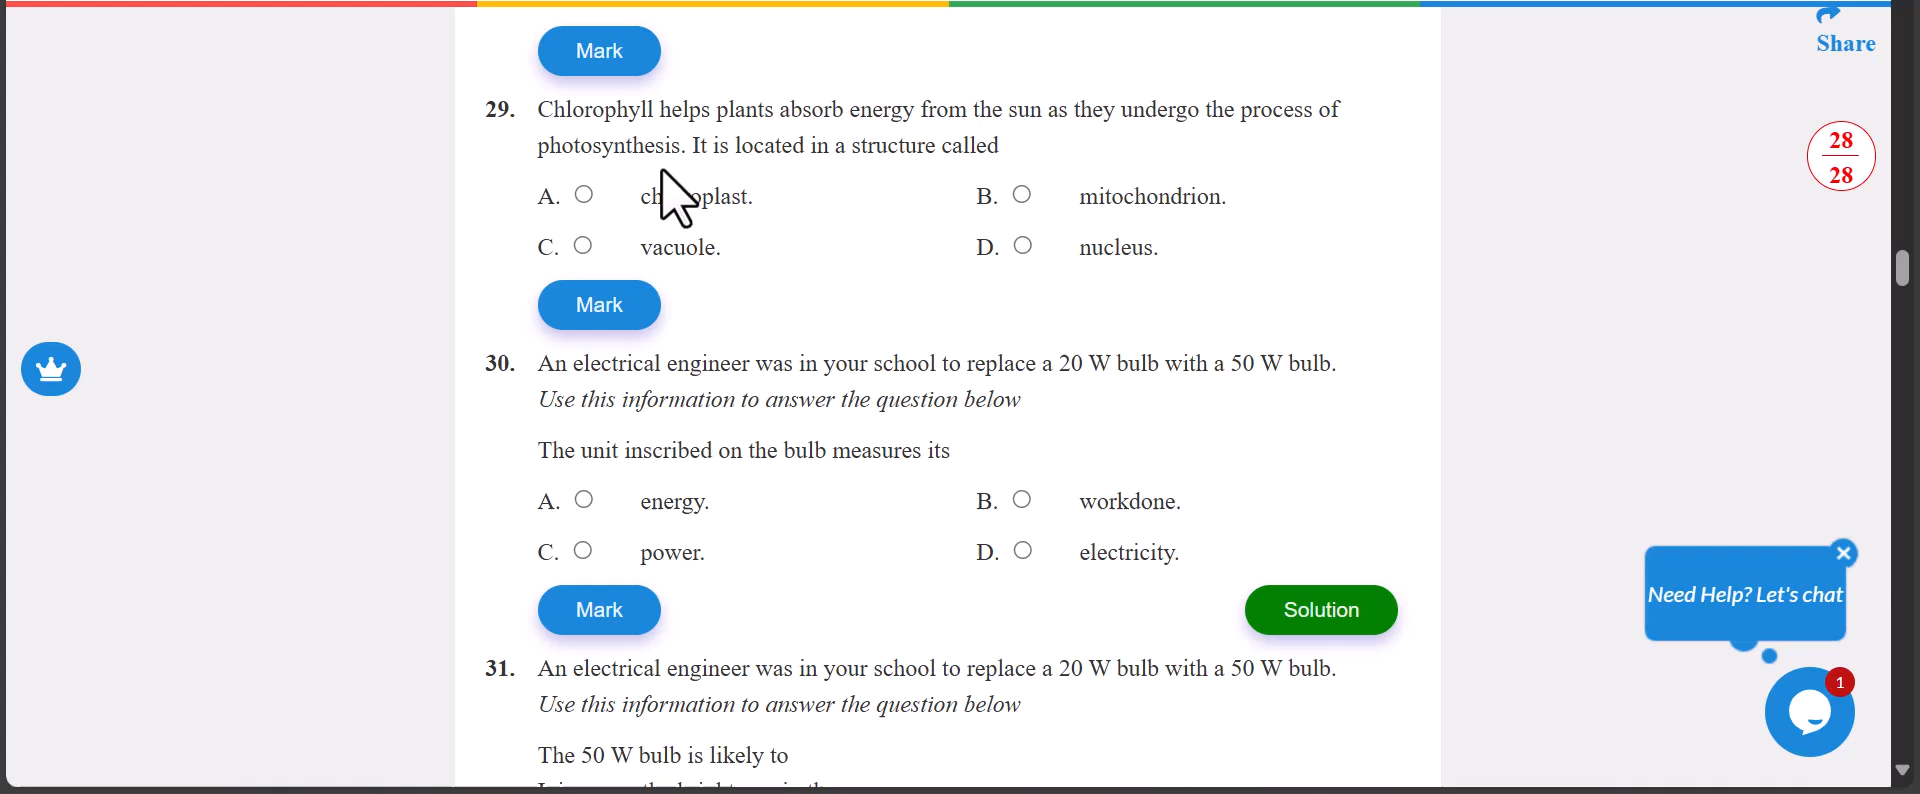 Mark
Share
29. Chlorophyll helps plants absorb energy from the sun as they undergo the process of
photosynthesis. It is located in a structure called
28
28
A. B. mitochondrion.
C. vacuole. D. nucleus.
Mark
30. An electrical engineer was in your school to replace a 20 W bulb with a 50 W bulb.
Use this information to answer the question below
The unit inscribed on the bulb measures its
A. energy. B. workdone.
C. power. D. electricity.
Need Help? Let's chat
Mark Solution
31. An electrical engineer was in your school to replace a 20 W bulb with a 50 W bulb.
Use this information to answer the question below
1
The 50 W bulb is likely to